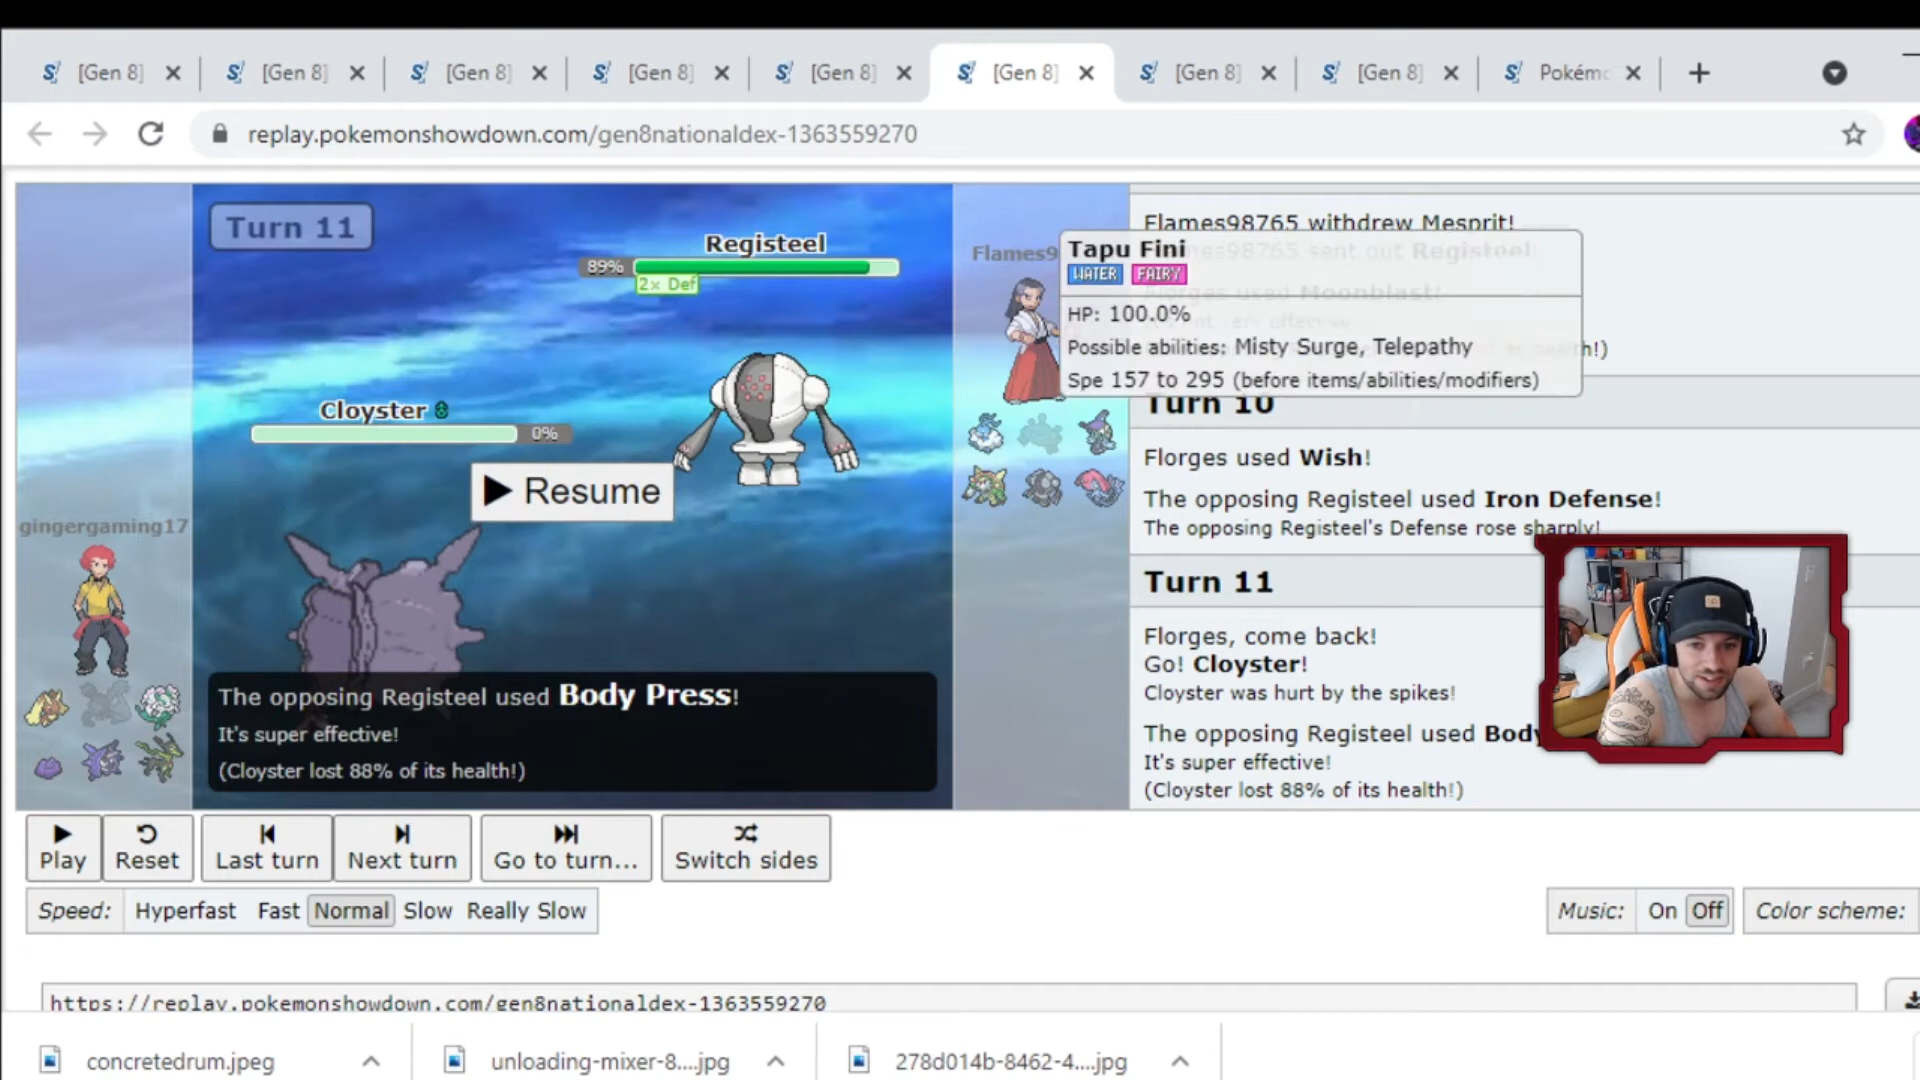 [Gen 8] [Gen 8] [Gen 8] [Gen 8] [Gen 8] [Gen 8] [Gen 8] [Gen 8] Pokémo
replay.pokemonshowdown.com/gen8nationaldex-1363559270
Turn 11
Registeel
89%
2x Def
Cloyster
0%
Resume
gingergaming17
The opposing Registeel used Body Press!
It's super effective!
(Cloyster lost 88% of its health!)
Flames9
Tapu Fini
WATER FAIRY
HP: 100.0%
Possible abilities: Misty Surge, Telepathy
Spe 157 to 295 (before items/abilities/modifiers)
Flames98765 withdrew Mesprit!
Flames98765 sent out Registeel!
Florges used Moonblast!
h!)
Turn 10
Florges used Wish!
The opposing Registeel used Iron Defense!
The opposing Registeel's Defense rose sharply!
Turn 11
Florges, come back!
Go! Cloyster!
Cloyster was hurt by the spikes!
The opposing Registeel used Body
It's super effective!
(Cloyster lost 88% of its health!)
Play Reset Last turn Next turn Go to turn... Switch sides
Speed: Hyperfast Fast Normal Slow Really Slow
Music: On Off Color scheme:
https://replay.pokemonshowdown.com/gen8nationaldex-1363559270
concretedrum.jpeg unloading-mixer-8....jpg 278d014b-8462-4....jpg